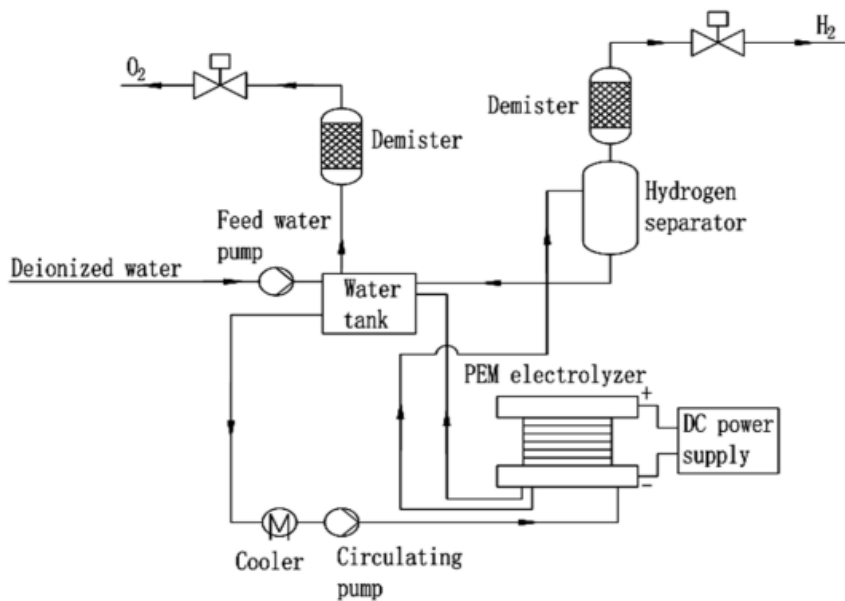 H₂
O₂
Demister
Demister
Hydrogen
separator
Feed water
pump
Deionized water
Water
tank
PEM electrolyzer
+
DC power
supply
−
M
Cooler
Circulating
pump